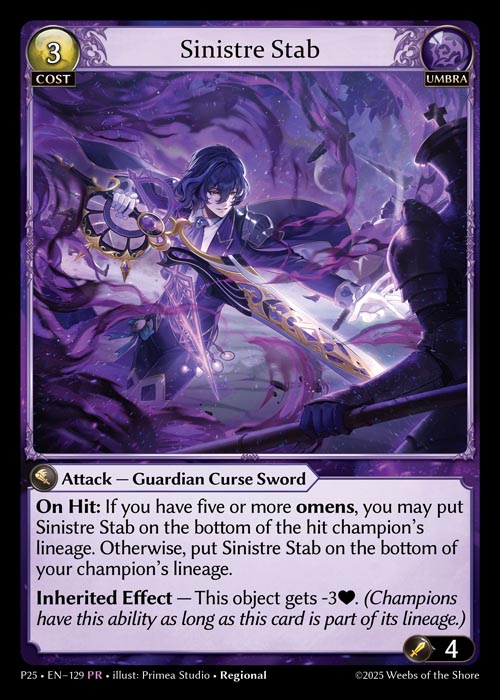 3
Sinistre Stab
COST
UMBRA
Attack — Guardian Curse Sword
On Hit: If you have five or more omens, you may put
Sinistre Stab on the bottom of the hit champion's
lineage. Otherwise, put Sinistre Stab on the bottom of
your champion's lineage.
Inherited Effect — This object gets -3♥. (Champions
have this ability as long as this card is part of its lineage.)
4
P25 • EN–129 PR • illust: Primea Studio • Regional
©2025 Weebs of the Shore